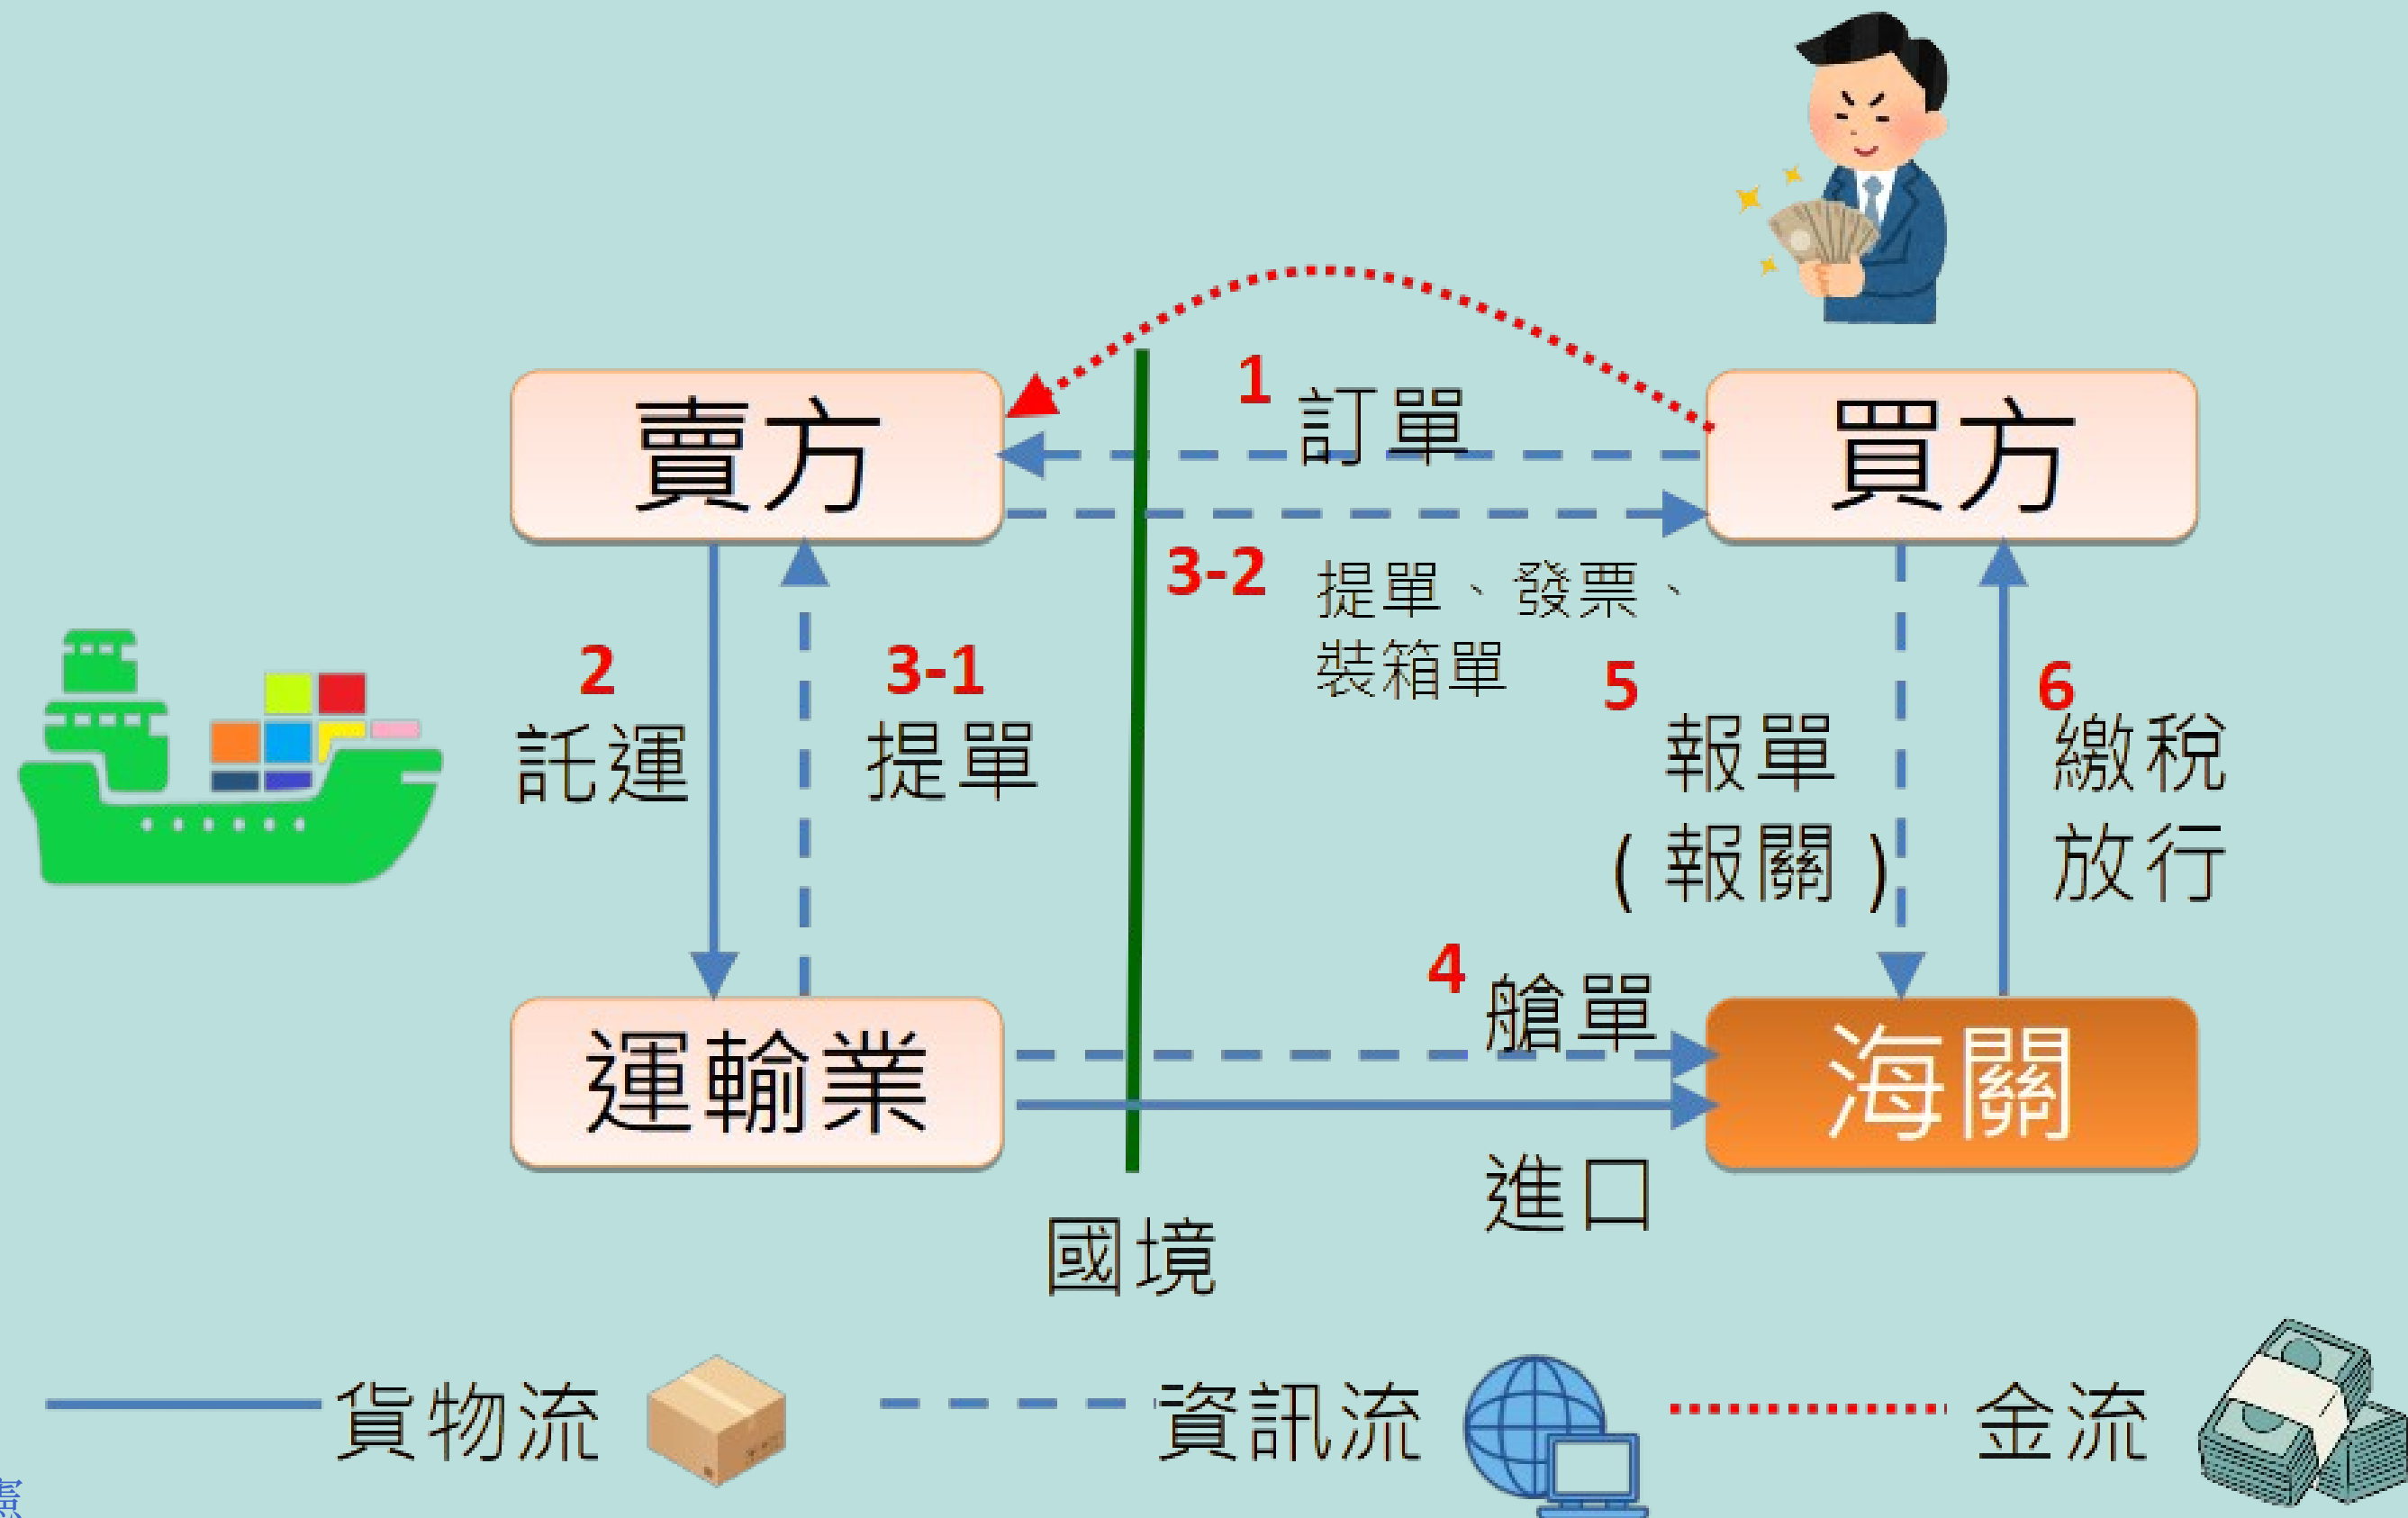 1
訂單
賣方
買方
3-2
提單、發票、
裝箱單
2
託運
3-1
提單
5
報單
(報關)
6
繳稅
放行
4
艙單
運輸業
海關
進口
國境
貨物流
資訊流
金流
憲